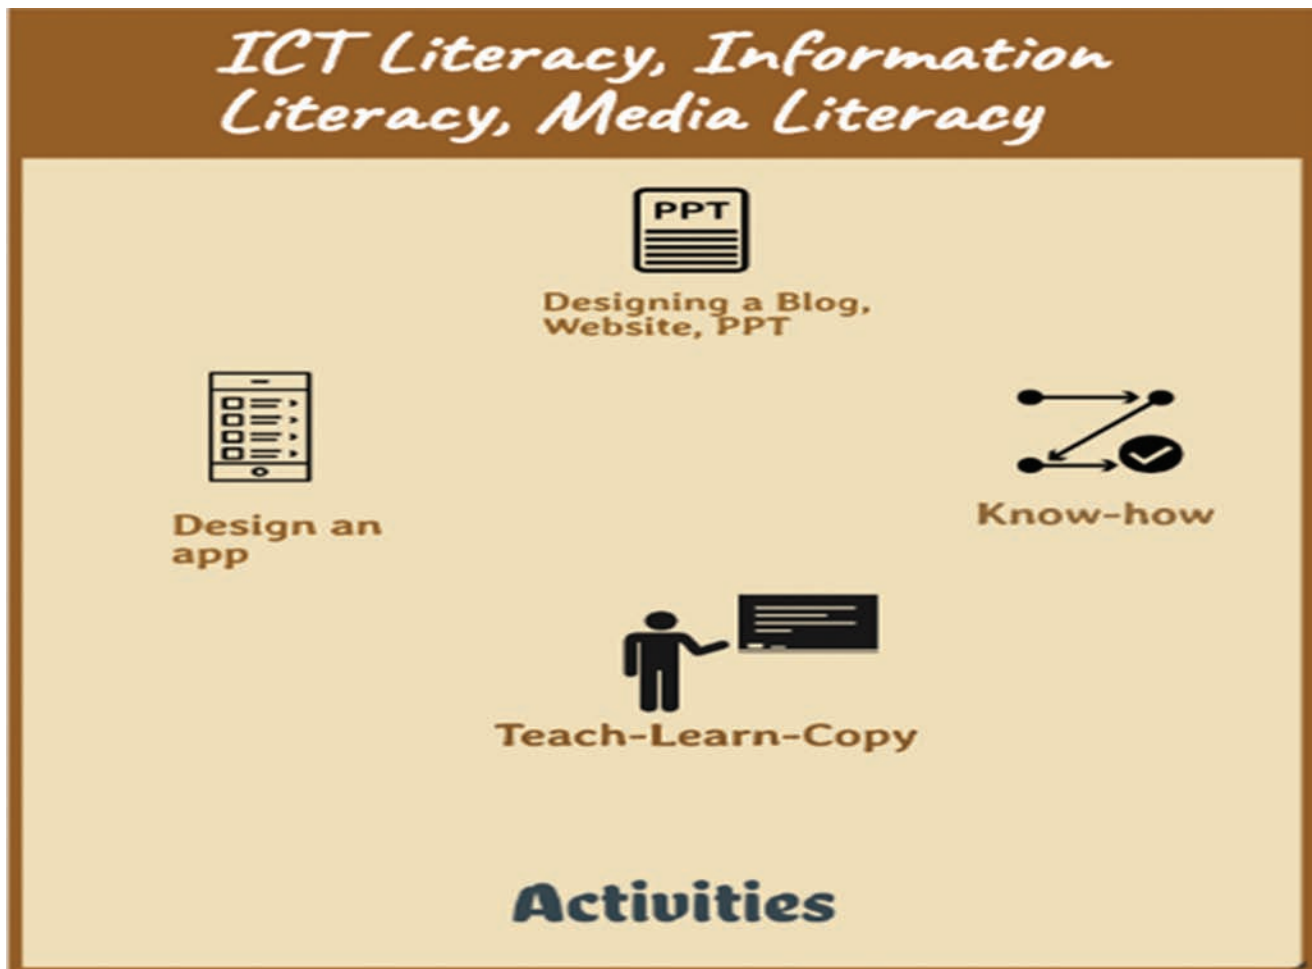 ICT Literacy, Information
Literacy, Media Literacy
PPT
Designing a Blog,
Website, PPT
Design an
app
Know-how
Teach-Learn-Copy
Activities